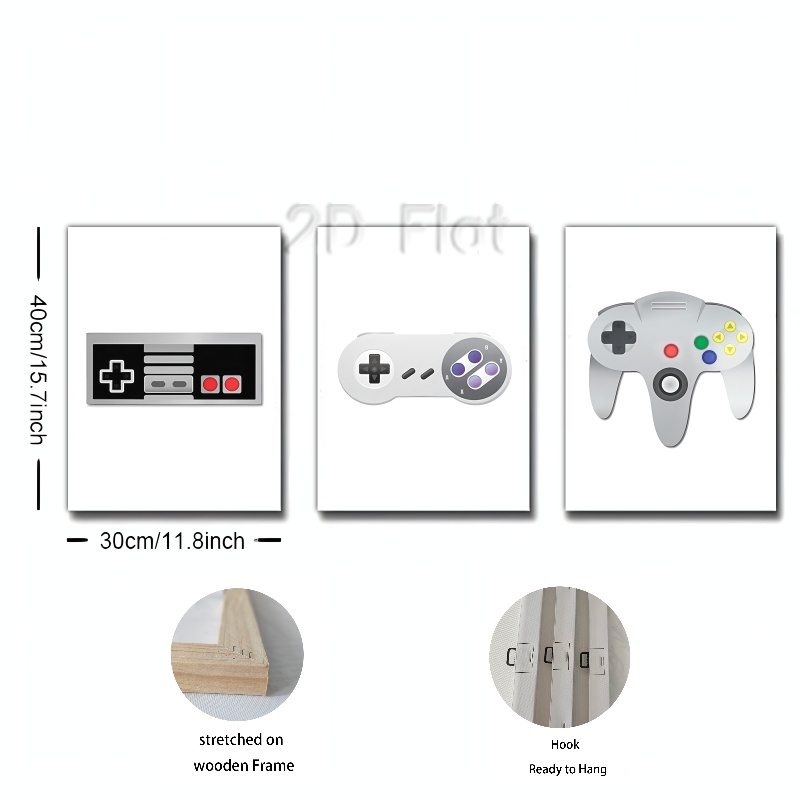 2D Flat
40cm/15.7inch
30cm/11.8inch
stretched on
wooden Frame
Hook
Ready to Hang